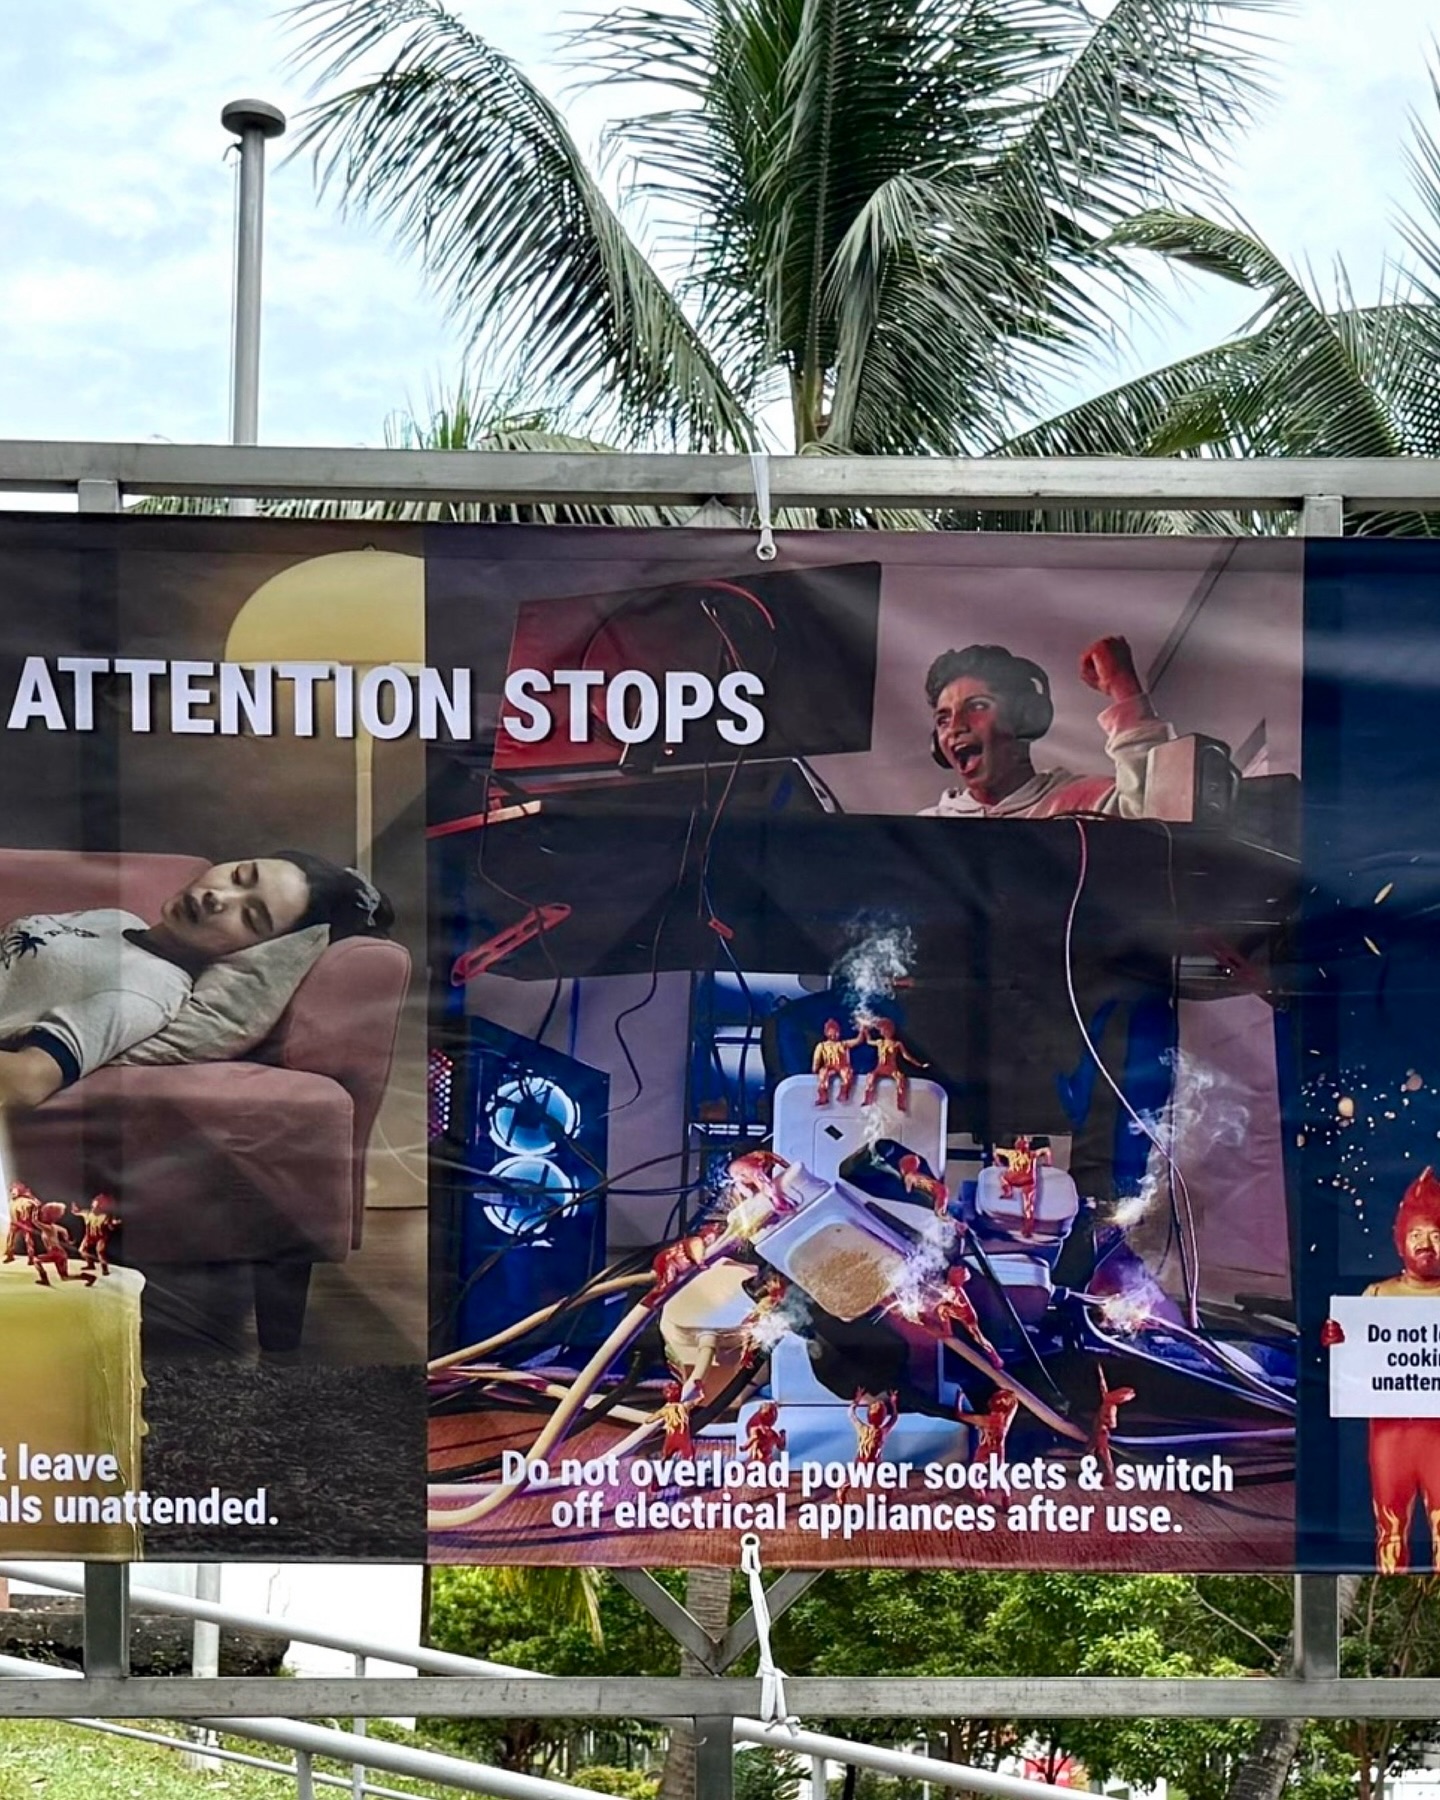 ATTENTION STOPS
t leave
als unattended.
Do not overload power sockets & switch
off electrical appliances after use.
Do not l
cooki
unatten